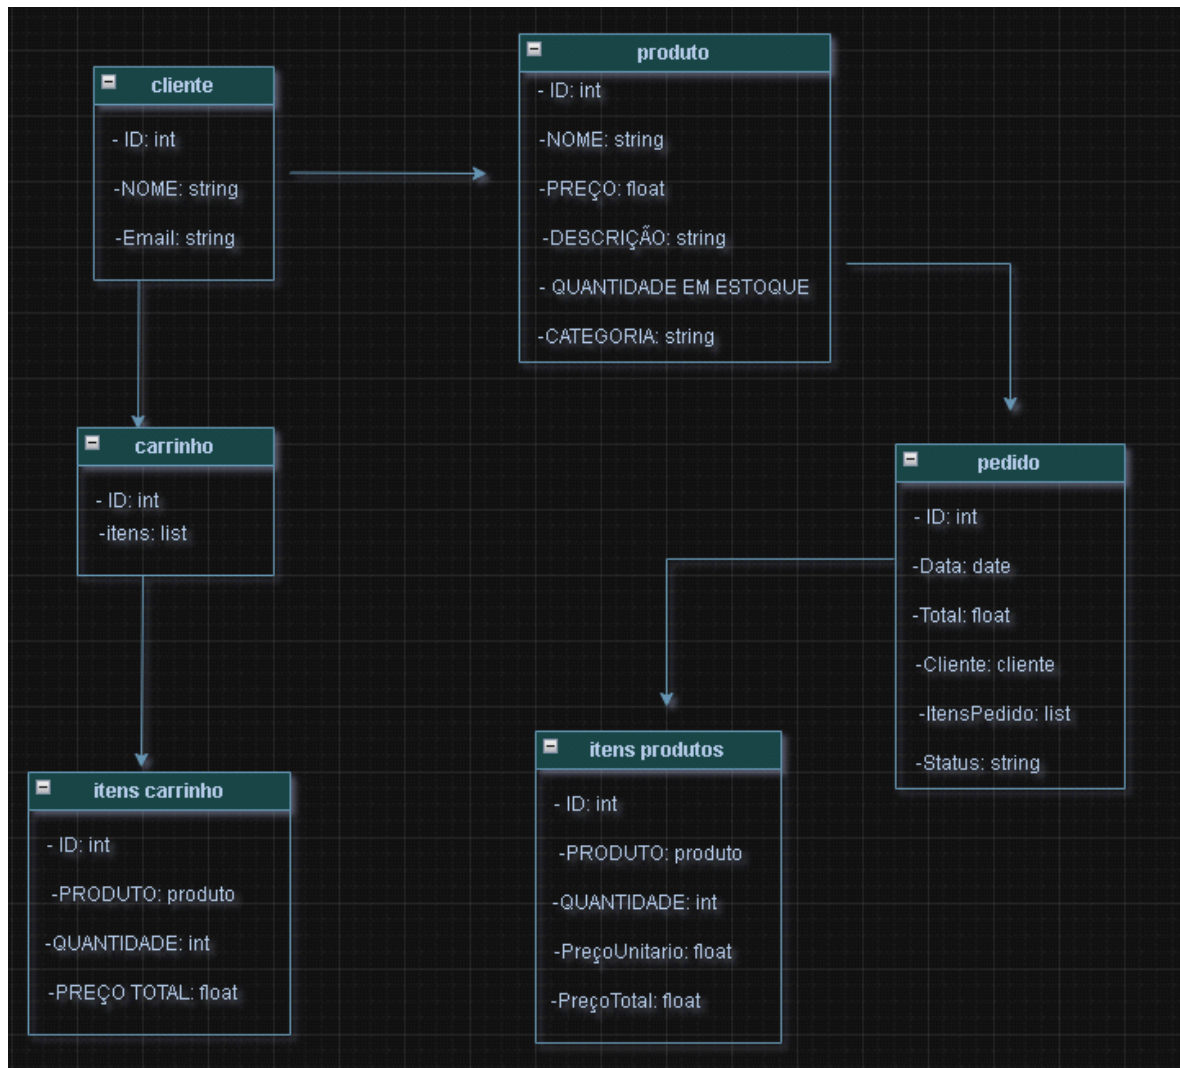 cliente
- ID: int
-NOME: string
-Email: string
produto
- ID: int
-NOME: string
-PREÇO: float
-DESCRIÇÃO: string
- QUANTIDADE EM ESTOQUE
-CATEGORIA: string
carrinho
- ID: int
-itens: list
pedido
- ID: int
-Data: date
-Total: float
-Cliente: cliente
-ItensPedido: list
-Status: string
itens carrinho
- ID: int
-PRODUTO: produto
-QUANTIDADE: int
-PREÇO TOTAL: float
itens produtos
- ID: int
-PRODUTO: produto
-QUANTIDADE: int
-PreçoUnitario: float
-PreçoTotal: float